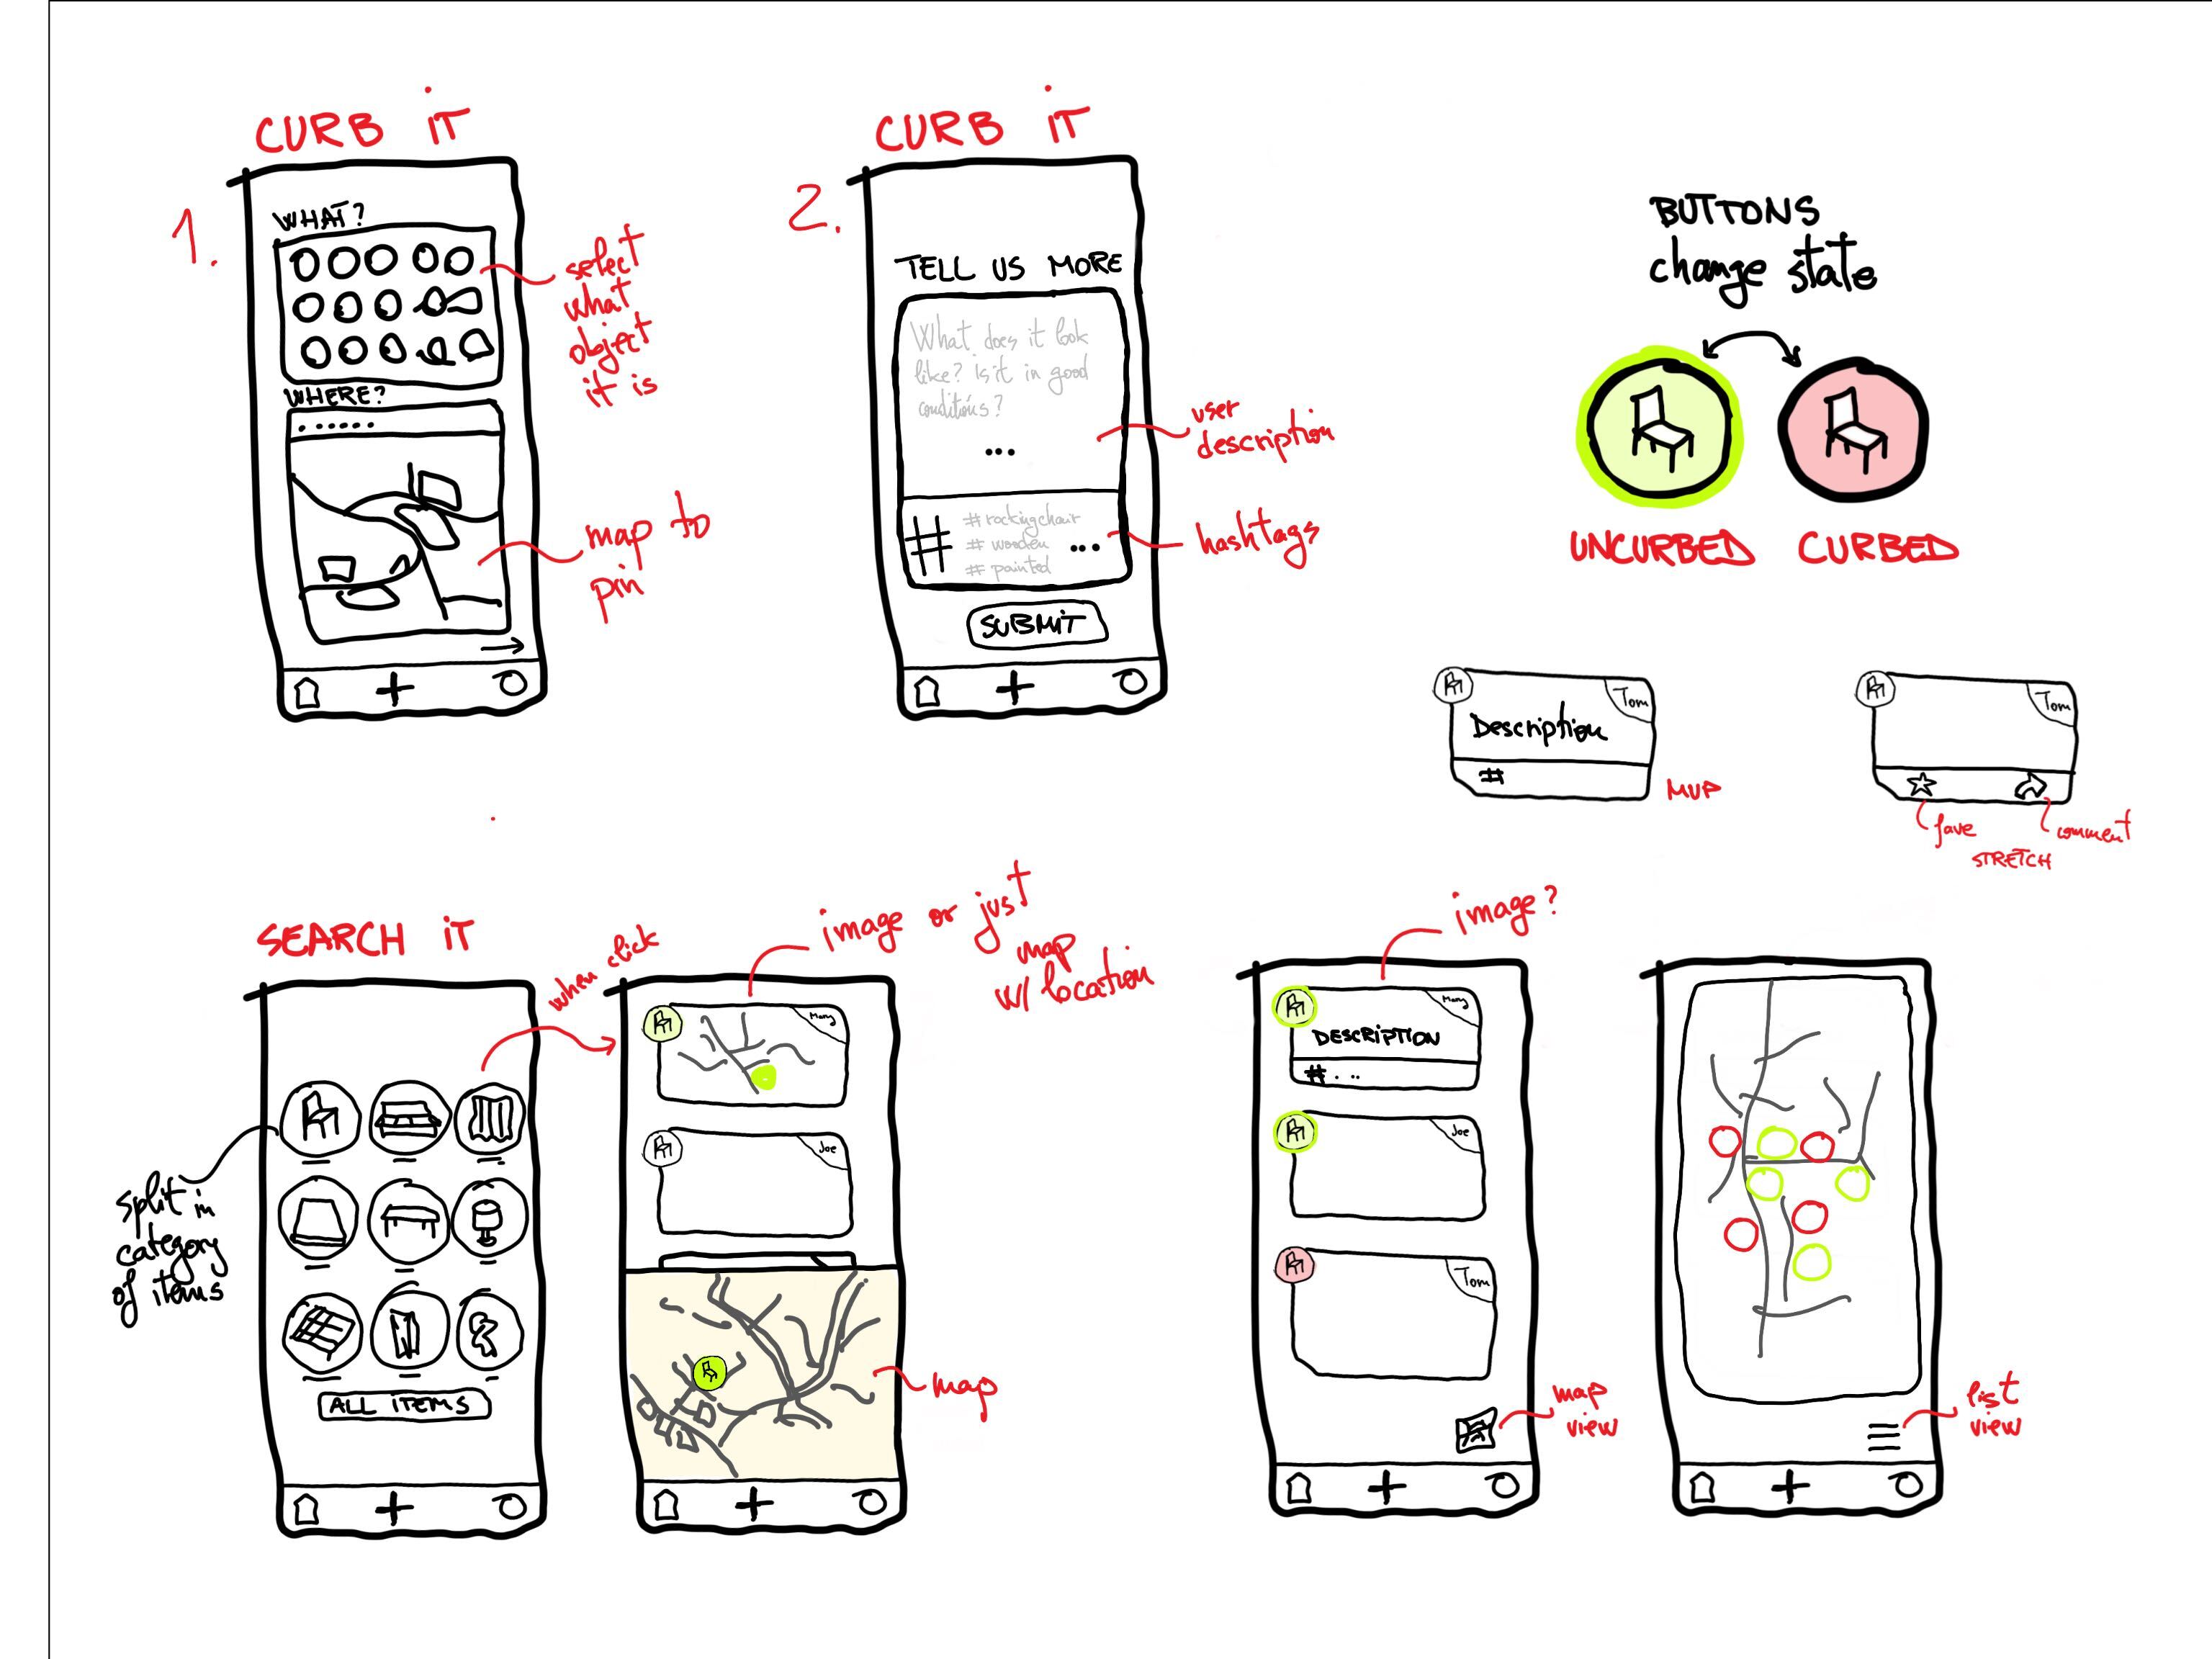 CURB iT
1.
WHAT?
select
what
object
it is
WHERE?
map to
pin
CURB iT
2.
TELL US MORE
What does it look
like? Is it in good
conditions?
...
user
description
#
#rockingchair
# wooden
# painted
...
hashtags
SUBMIT
BUTTONS
change state
UNCURBED
CURBED
Tom
Description
#
MVP
Tom
fave
comment
STRETCH
SEARCH iT
when click
split in
category
of items
ALL ITEMS
image or just
map
w/ location
Mary
Joe
map
image?
Mary
DESCRIPTION
# . ..
Joe
Tom
map
view
list
view